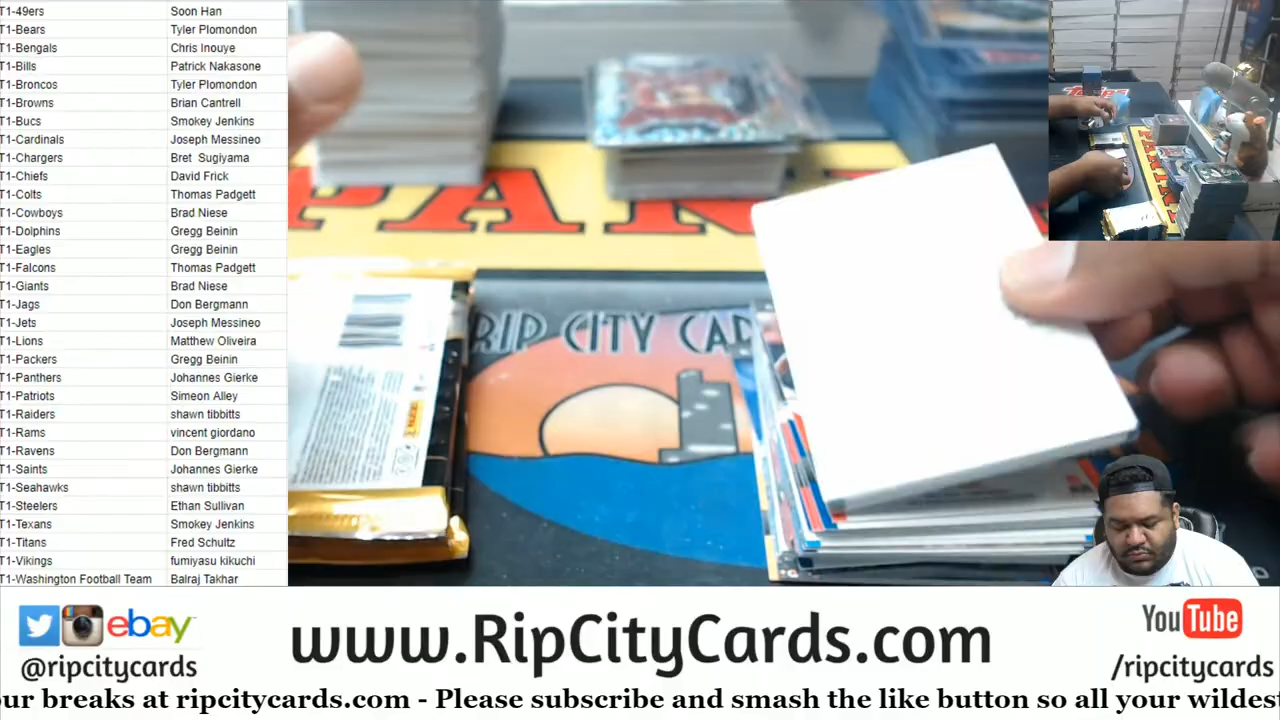 T1-49ers Soon Han
T1-Bears Tyler Plomondon
T1-Bengals Chris Inouye
T1-Bills Patrick Nakasone
T1-Broncos Tyler Plomondon
T1-Browns Brian Cantrell
T1-Bucs Smokey Jenkins
T1-Cardinals Joseph Messineo
T1-Chargers Bret Sugiyama
T1-Chiefs David Frick
T1-Colts Thomas Padgett
T1-Cowboys Brad Niese
T1-Dolphins Gregg Beinin
T1-Eagles Gregg Beinin
T1-Falcons Thomas Padgett
T1-Giants Brad Niese
T1-Jags Don Bergmann
T1-Jets Joseph Messineo
T1-Lions Matthew Oliveira
T1-Packers Gregg Beinin
T1-Panthers Johannes Gierke
T1-Patriots Simeon Alley
T1-Raiders shawn tibbitts
T1-Rams vincent giordano
T1-Ravens Don Bergmann
T1-Saints Johannes Gierke
T1-Seahawks shawn tibbitts
T1-Steelers Ethan Sullivan
T1-Texans Smokey Jenkins
T1-Titans Fred Schultz
T1-Vikings fumiyasu kikuchi
T1-Washington Football Team Balraj Takhar
PANI
RIP CITY CAR
ebay
@ripcitycards
www.RipCityCards.com
YouTube
/ripcitycards
our breaks at ripcitycards.com - Please subscribe and smash the like button so all your wildest